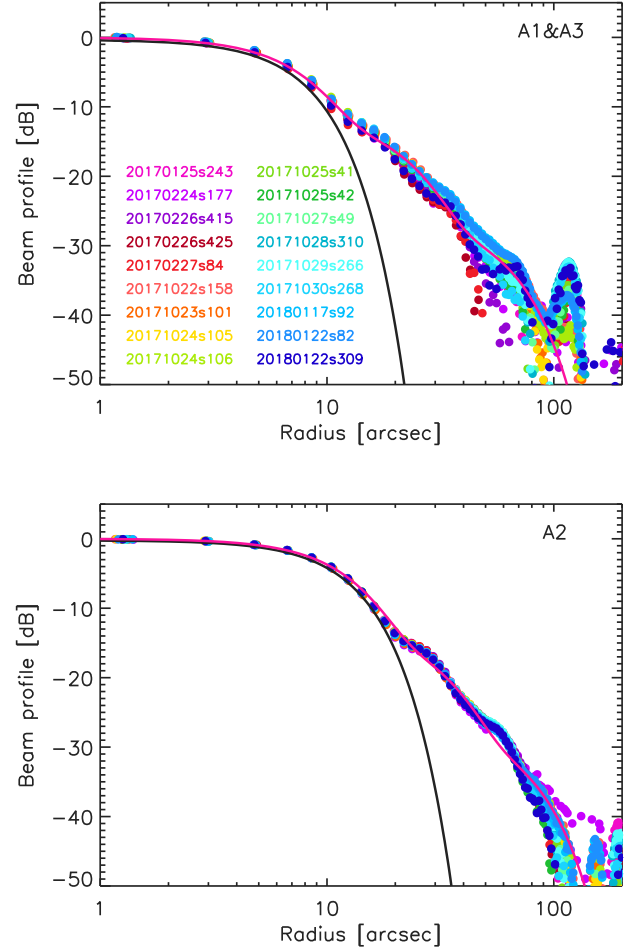 A1&A3
0
−10
−20
−30
−40
−50
Beam profile [dB]
20170125s243
20171025s41
20170224s177
20171025s42
20170226s415
20171027s49
20170226s425
20171028s310
20170227s84
20171029s266
20171022s158
20171030s268
20171023s101
20180117s92
20171024s105
20180122s82
20171024s106
20180122s309
1
10
100
Radius [arcsec]
A2
0
−10
−20
−30
−40
−50
Beam profile [dB]
1
10
100
Radius [arcsec]